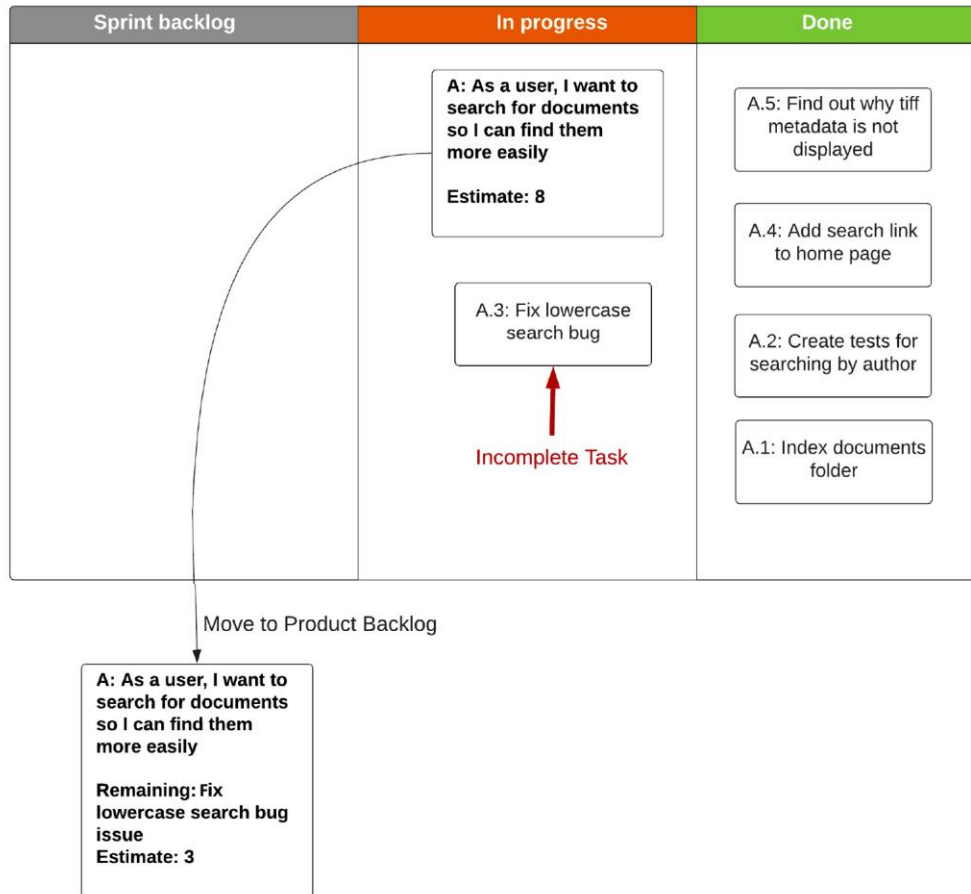 Sprint backlog
In progress
Done
A: As a user, I want to
search for documents
so I can find them
more easily
Estimate: 8
A.3: Fix lowercase
search bug
Incomplete Task
A.5: Find out why tiff
metadata is not
displayed
A.4: Add search link
to home page
A.2: Create tests for
searching by author
A.1: Index documents
folder
Move to Product Backlog
A: As a user, I want to
search for documents
so I can find them
more easily
Remaining: Fix
lowercase search bug
issue
Estimate: 3